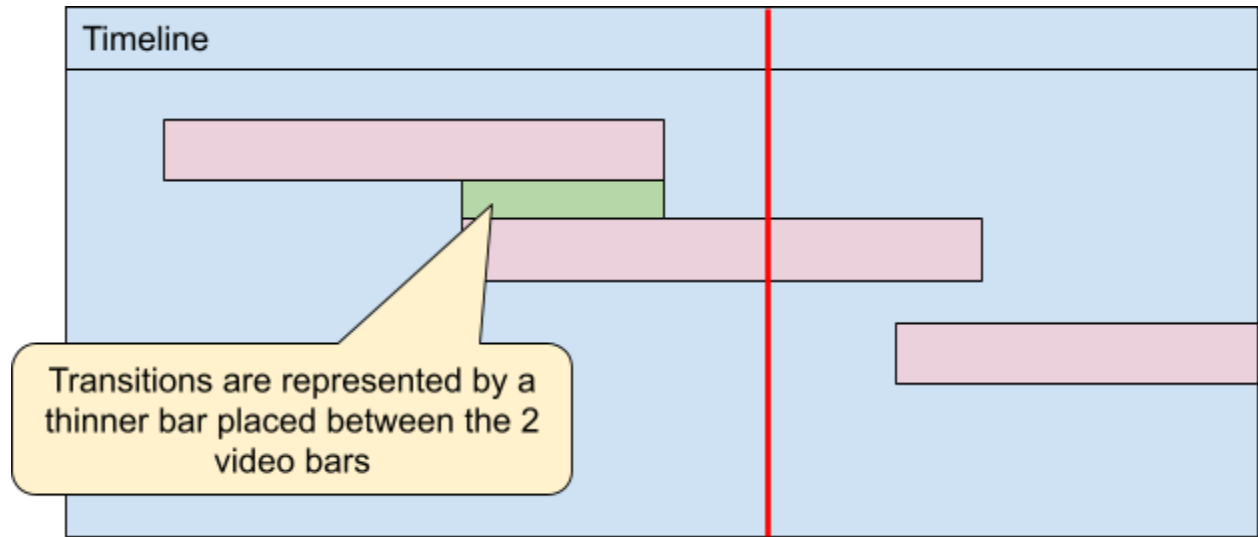 Timeline
Transitions are represented by a
thinner bar placed between the 2
video bars